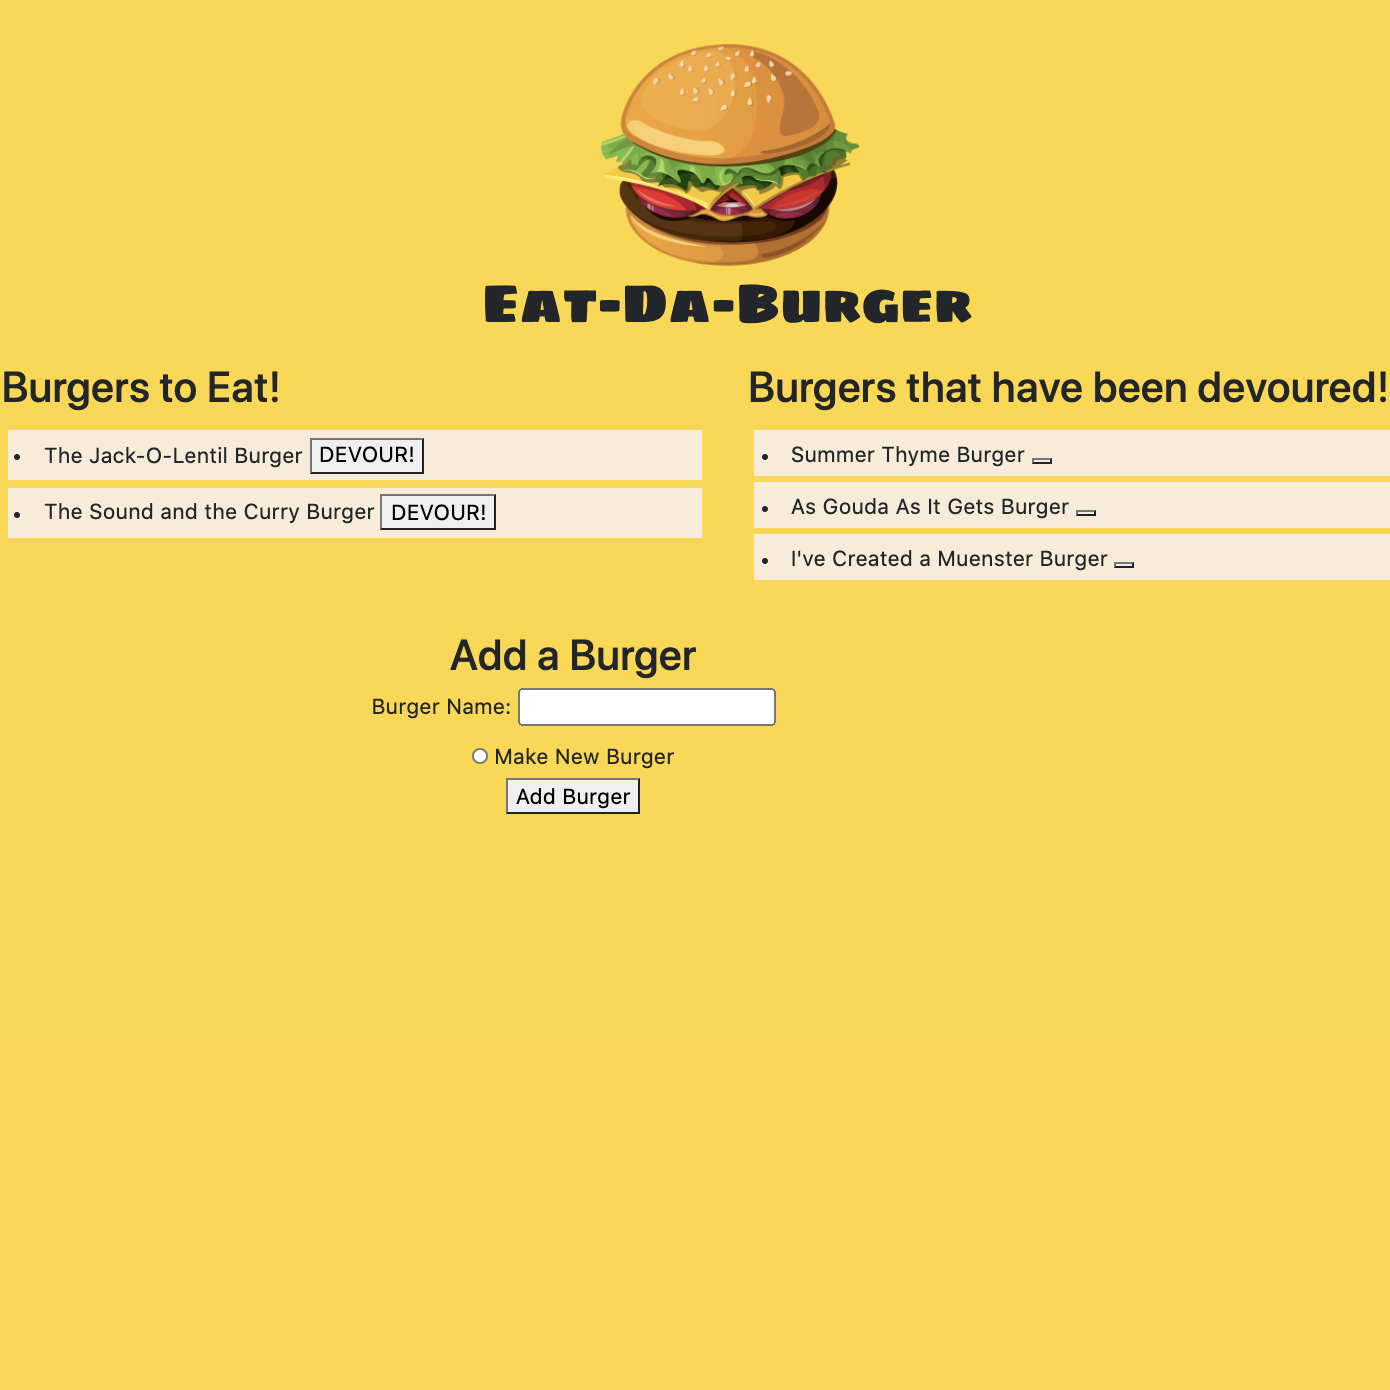 Eat-Da-Burger
Burgers to Eat!
The Jack-O-Lentil Burger DEVOUR!
The Sound and the Curry Burger DEVOUR!
Burgers that have been devoured!
Summer Thyme Burger
As Gouda As It Gets Burger
I've Created a Muenster Burger
Add a Burger
Burger Name:
Make New Burger
Add Burger